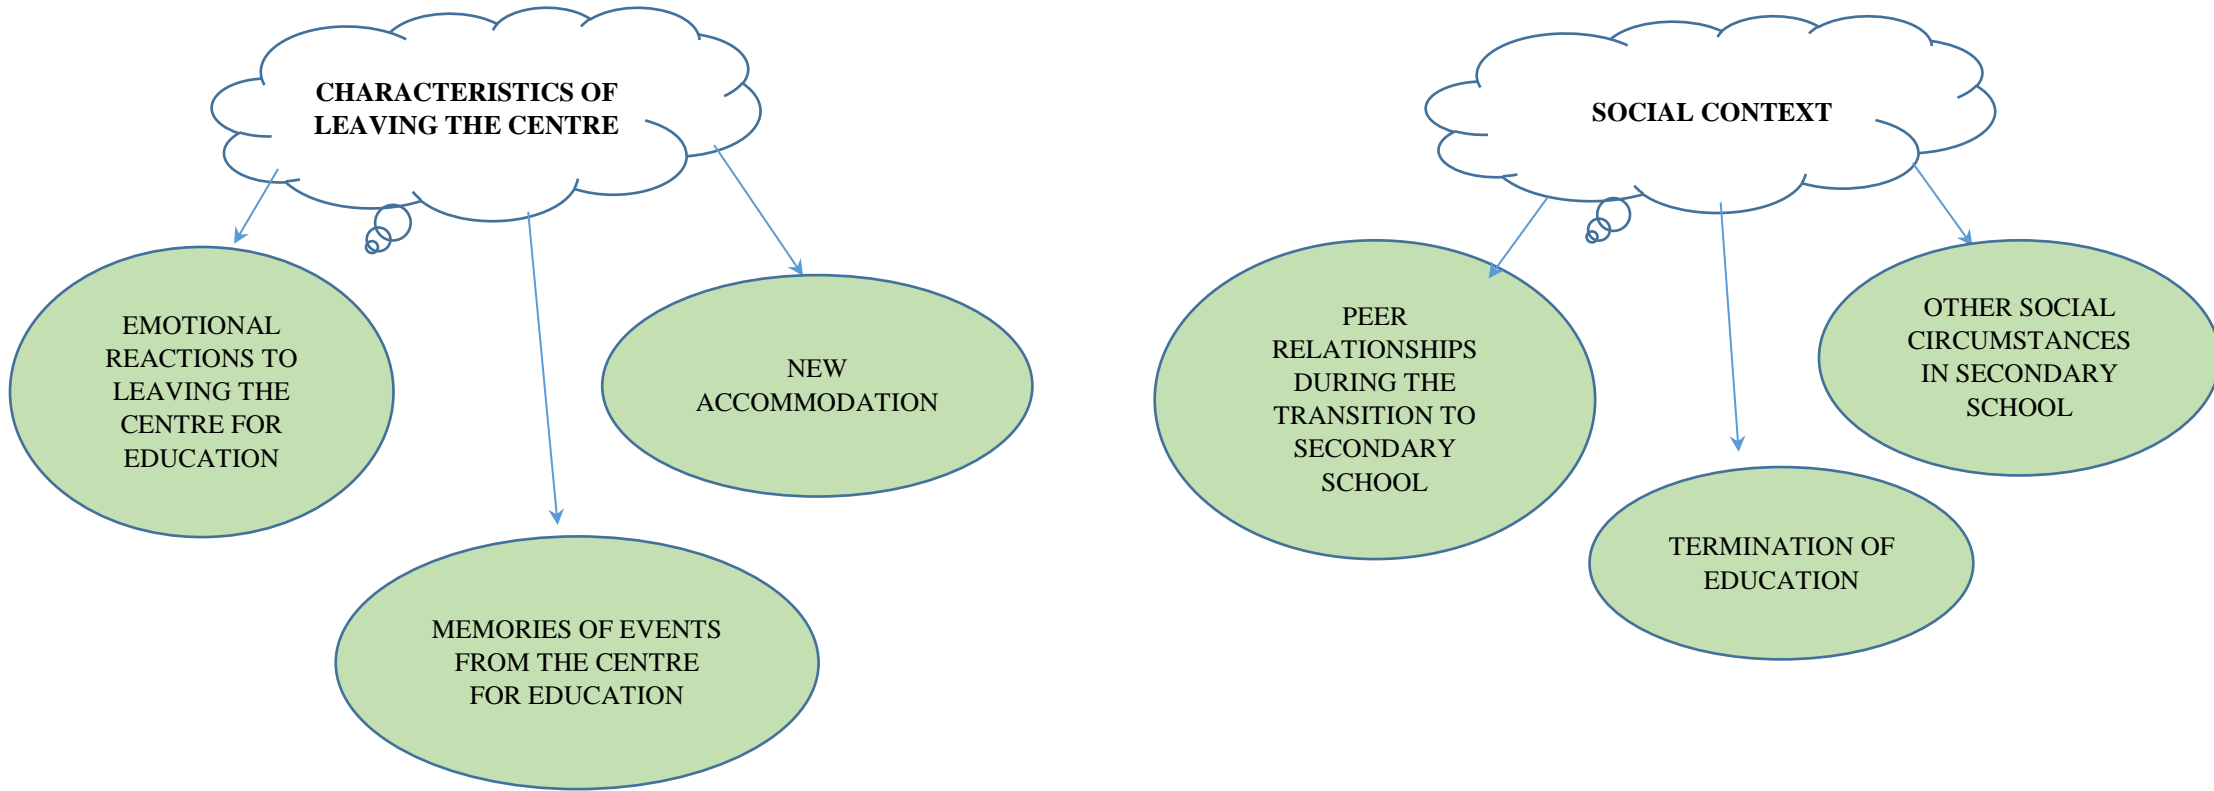 CHARACTERISTICS OF
LEAVING THE CENTRE
EMOTIONAL
REACTIONS TO
LEAVING THE
CENTRE FOR
EDUCATION
NEW
ACCOMMODATION
MEMORIES OF EVENTS
FROM THE CENTRE
FOR EDUCATION
SOCIAL CONTEXT
PEER
RELATIONSHIPS
DURING THE
TRANSITION TO
SECONDARY
SCHOOL
OTHER SOCIAL
CIRCUMSTANCES
IN SECONDARY
SCHOOL
TERMINATION OF
EDUCATION